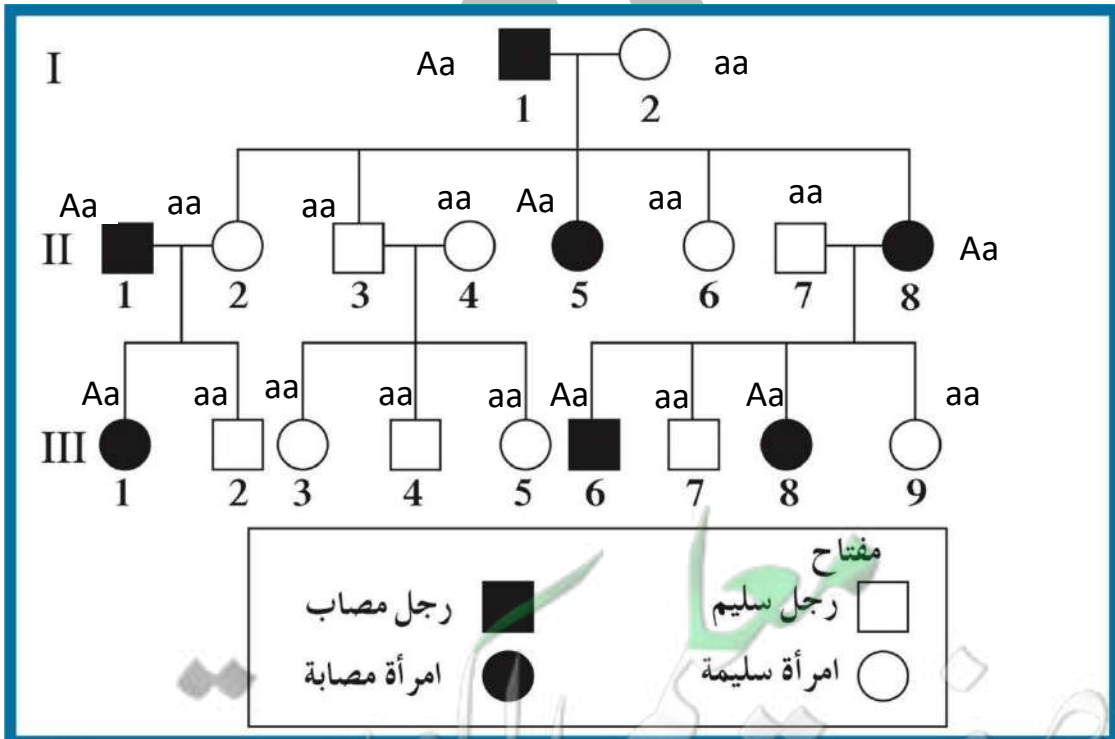 I Aa aa
1 2
Aa aa aa aa Aa aa aa
II Aa
1 2 3 4 5 6 7 8
Aa aa aa aa aa Aa aa Aa aa
III
1 2 3 4 5 6 7 8 9
مفتاح
رجل سليم رجل مصاب
امرأة سليمة امرأة مصابة